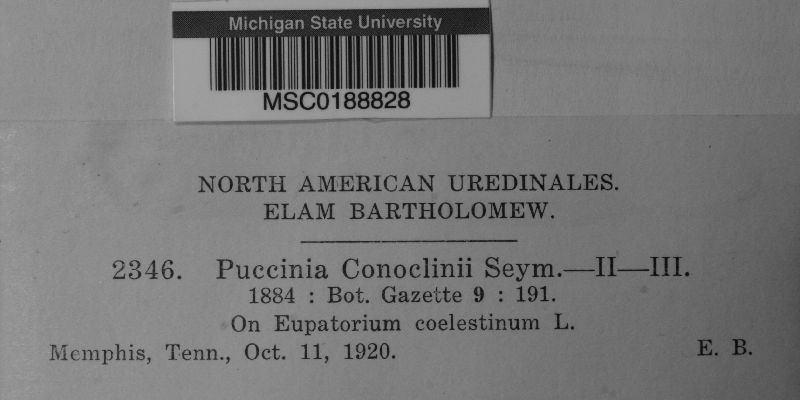 Michigan State University
MSC0188828
NORTH AMERICAN UREDINALES.
ELAM BARTHOLOMEW.
2346. Puccinia Conoclinii Seym.—II—III.
1884 : Bot. Gazette 9 : 191.
On Eupatorium coelestinum L.
Memphis, Tenn., Oct. 11, 1920. E. B.